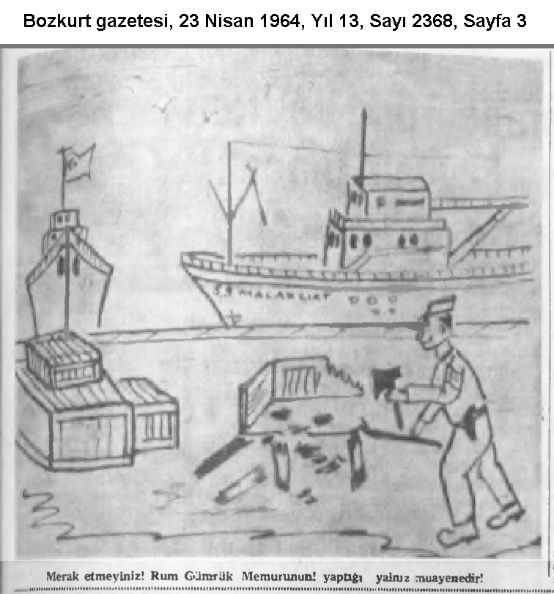 Bozkurt gazetesi, 23 Nisan 1964, Yıl 13, Sayı 2368, Sayfa 3
Merak etmeyiniz! Rum Gümrük Memurunun! yaptığı yalnız muayenedir!